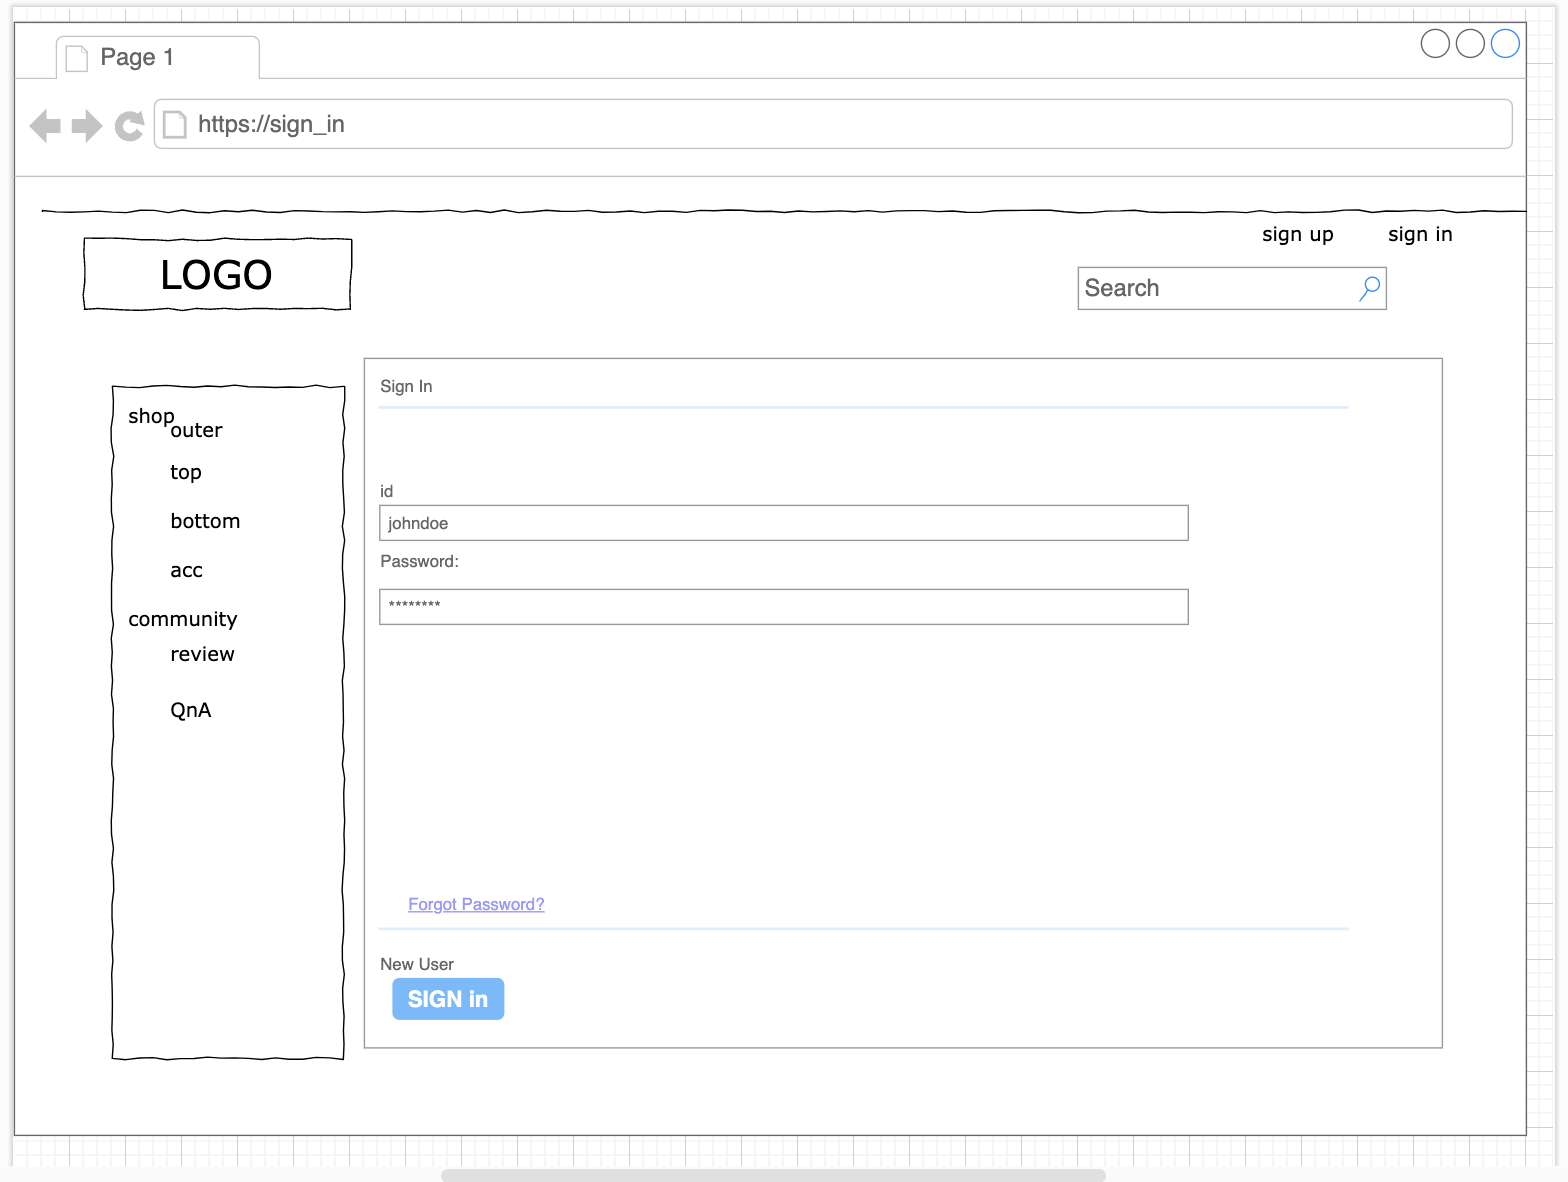 Page 1
https://sign_in
sign up sign in
LOGO
Search
shop
outer
top
bottom
acc
community
review
QnA
Sign In
id
johndoe
Password:
********
Forgot Password?
New User
SIGN in